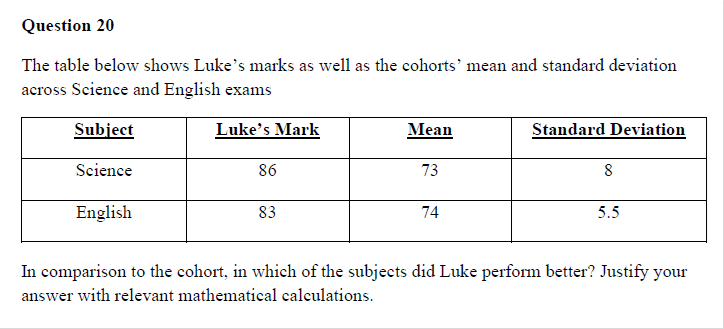 Question 20
The table below shows Luke's marks as well as the cohorts' mean and standard deviation
across Science and English exams
Subject Luke's Mark Mean Standard Deviation
Science 86 73 8
English 83 74 5.5
In comparison to the cohort, in which of the subjects did Luke perform better? Justify your
answer with relevant mathematical calculations.